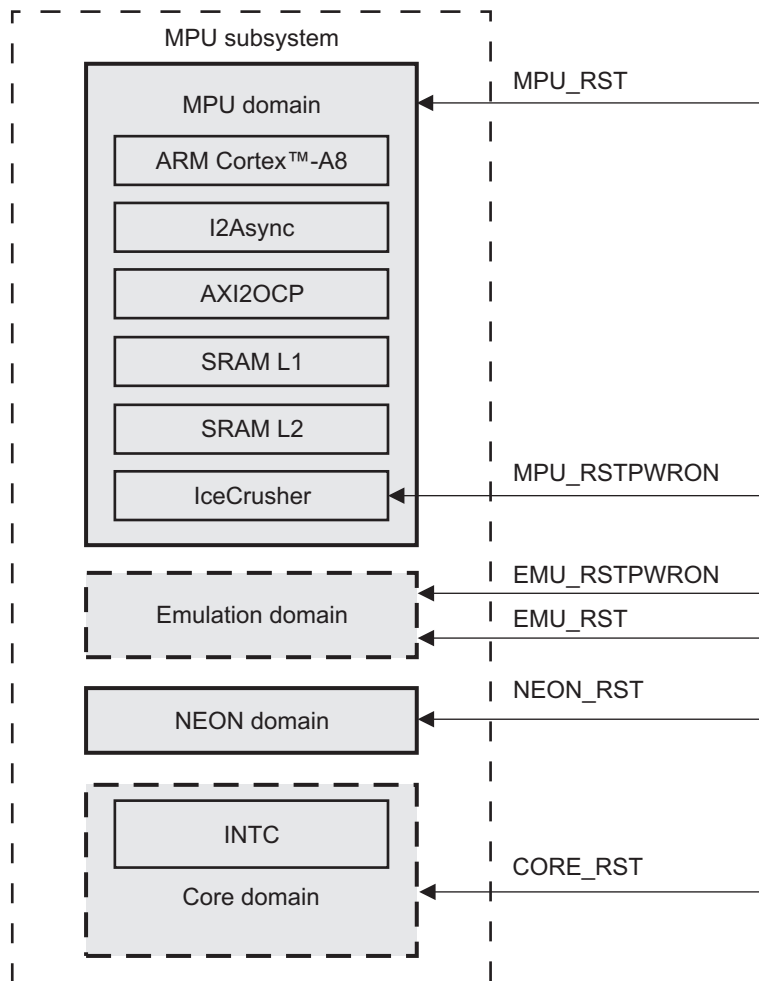 MPU subsystem
MPU domain
MPU_RST
ARM Cortex™-A8
I2Async
AXI2OCP
SRAM L1
SRAM L2
IceCrusher
MPU_RSTPWRON
EMU_RSTPWRON
Emulation domain
EMU_RST
NEON_RST
NEON domain
INTC
CORE_RST
Core domain